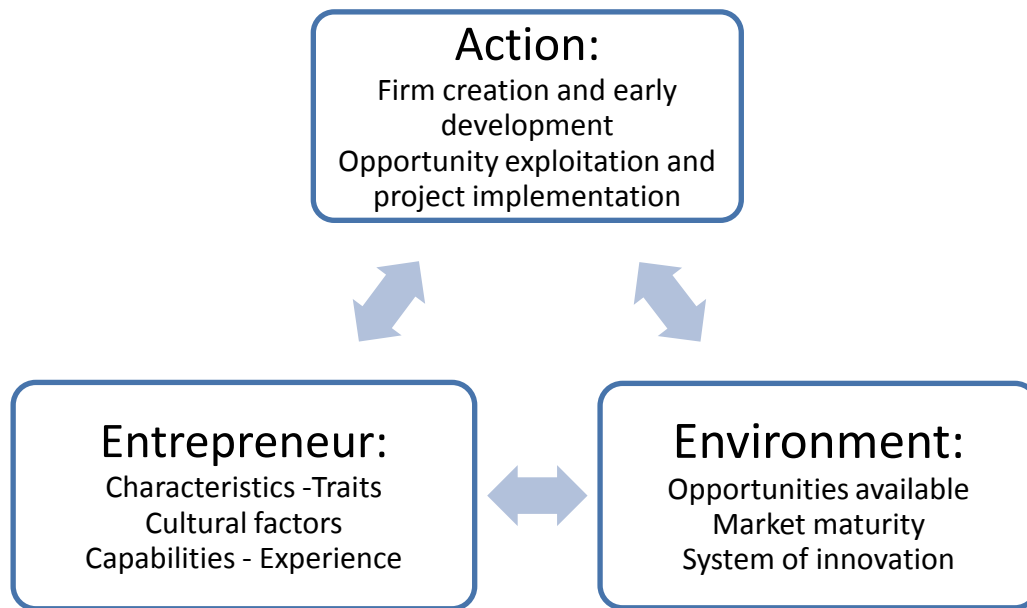 Action:
Firm creation and early
development
Opportunity exploitation and
project implementation
Entrepreneur:
Characteristics -Traits
Cultural factors
Capabilities - Experience
Environment:
Opportunities available
Market maturity
System of innovation